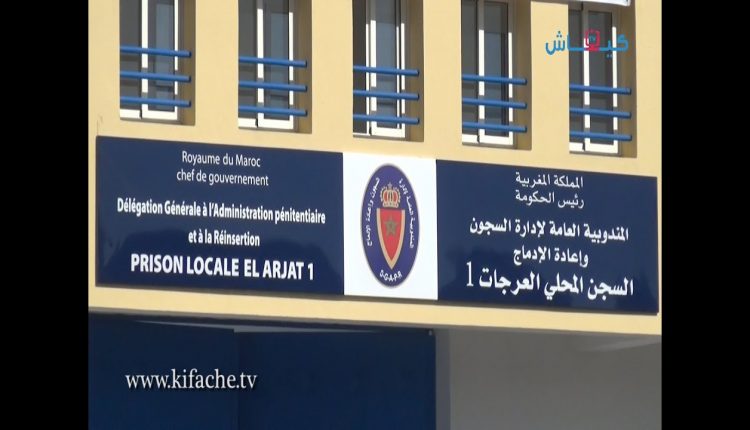 كيفاش
Royaume du Maroc
chef de gouvernement
Délégation Générale à l'Administration pénitentiaire
et à la Réinsertion
PRISON LOCALE EL ARJAT 1
D.G.A.P.R
المملكة المغربية
رئيس الحكومة
المندوبية العامة لإدارة السجون
وإعادة الإدماج
السجن المحلي العرجات 1
www.kifache.tv